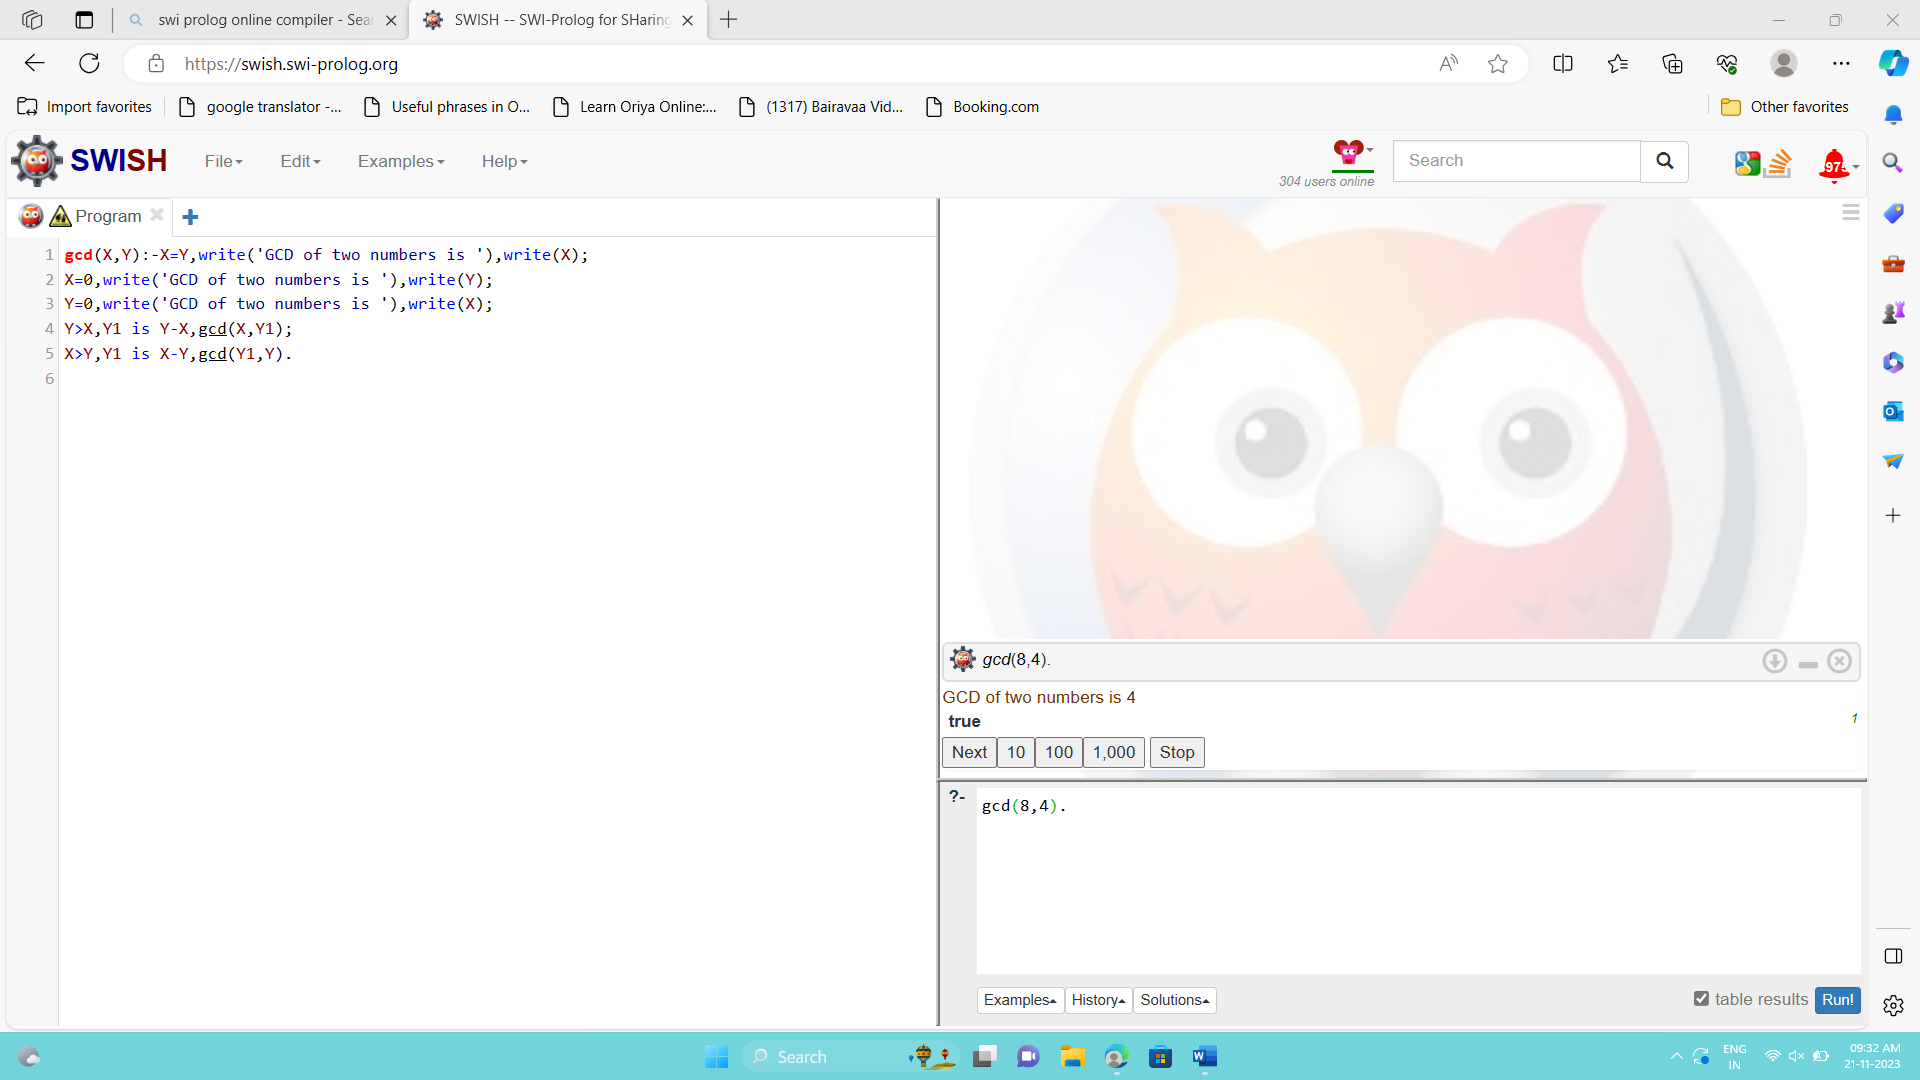 swi prolog online compiler - Sea
SWISH -- SWI-Prolog for SHaring
https://swish.swi-prolog.org
Import favorites
google translator -...
Useful phrases in O...
Learn Oriya Online:...
(1317) Bairavaa Vid...
Booking.com
Other favorites
SWISH
File
Edit
Examples
Help
304 users online
Search
Program
1 gcd(X,Y):-X=Y,write('GCD of two numbers is '),write(X);
2 X=0,write('GCD of two numbers is '),write(Y);
3 Y=0,write('GCD of two numbers is '),write(X);
4 Y>X,Y1 is Y-X,gcd(X,Y1);
5 X>Y,Y1 is X-Y,gcd(Y1,Y).
6
gcd(8,4).
GCD of two numbers is 4
true
1
Next 10 100 1,000 Stop
?-
gcd(8,4).
Examples History Solutions
table results Run!
Search
ENG
IN
09:32 AM
21-11-2023